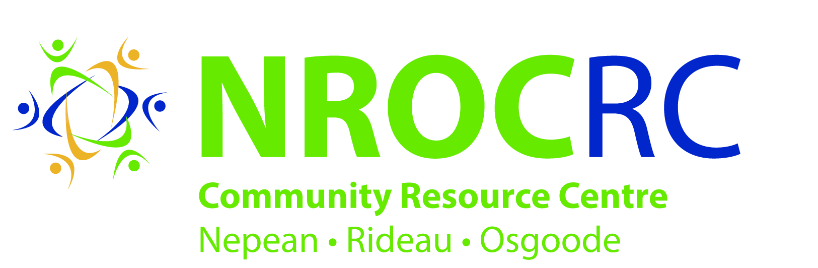 NROCRC
Community Resource Centre
Nepean • Rideau • Osgoode